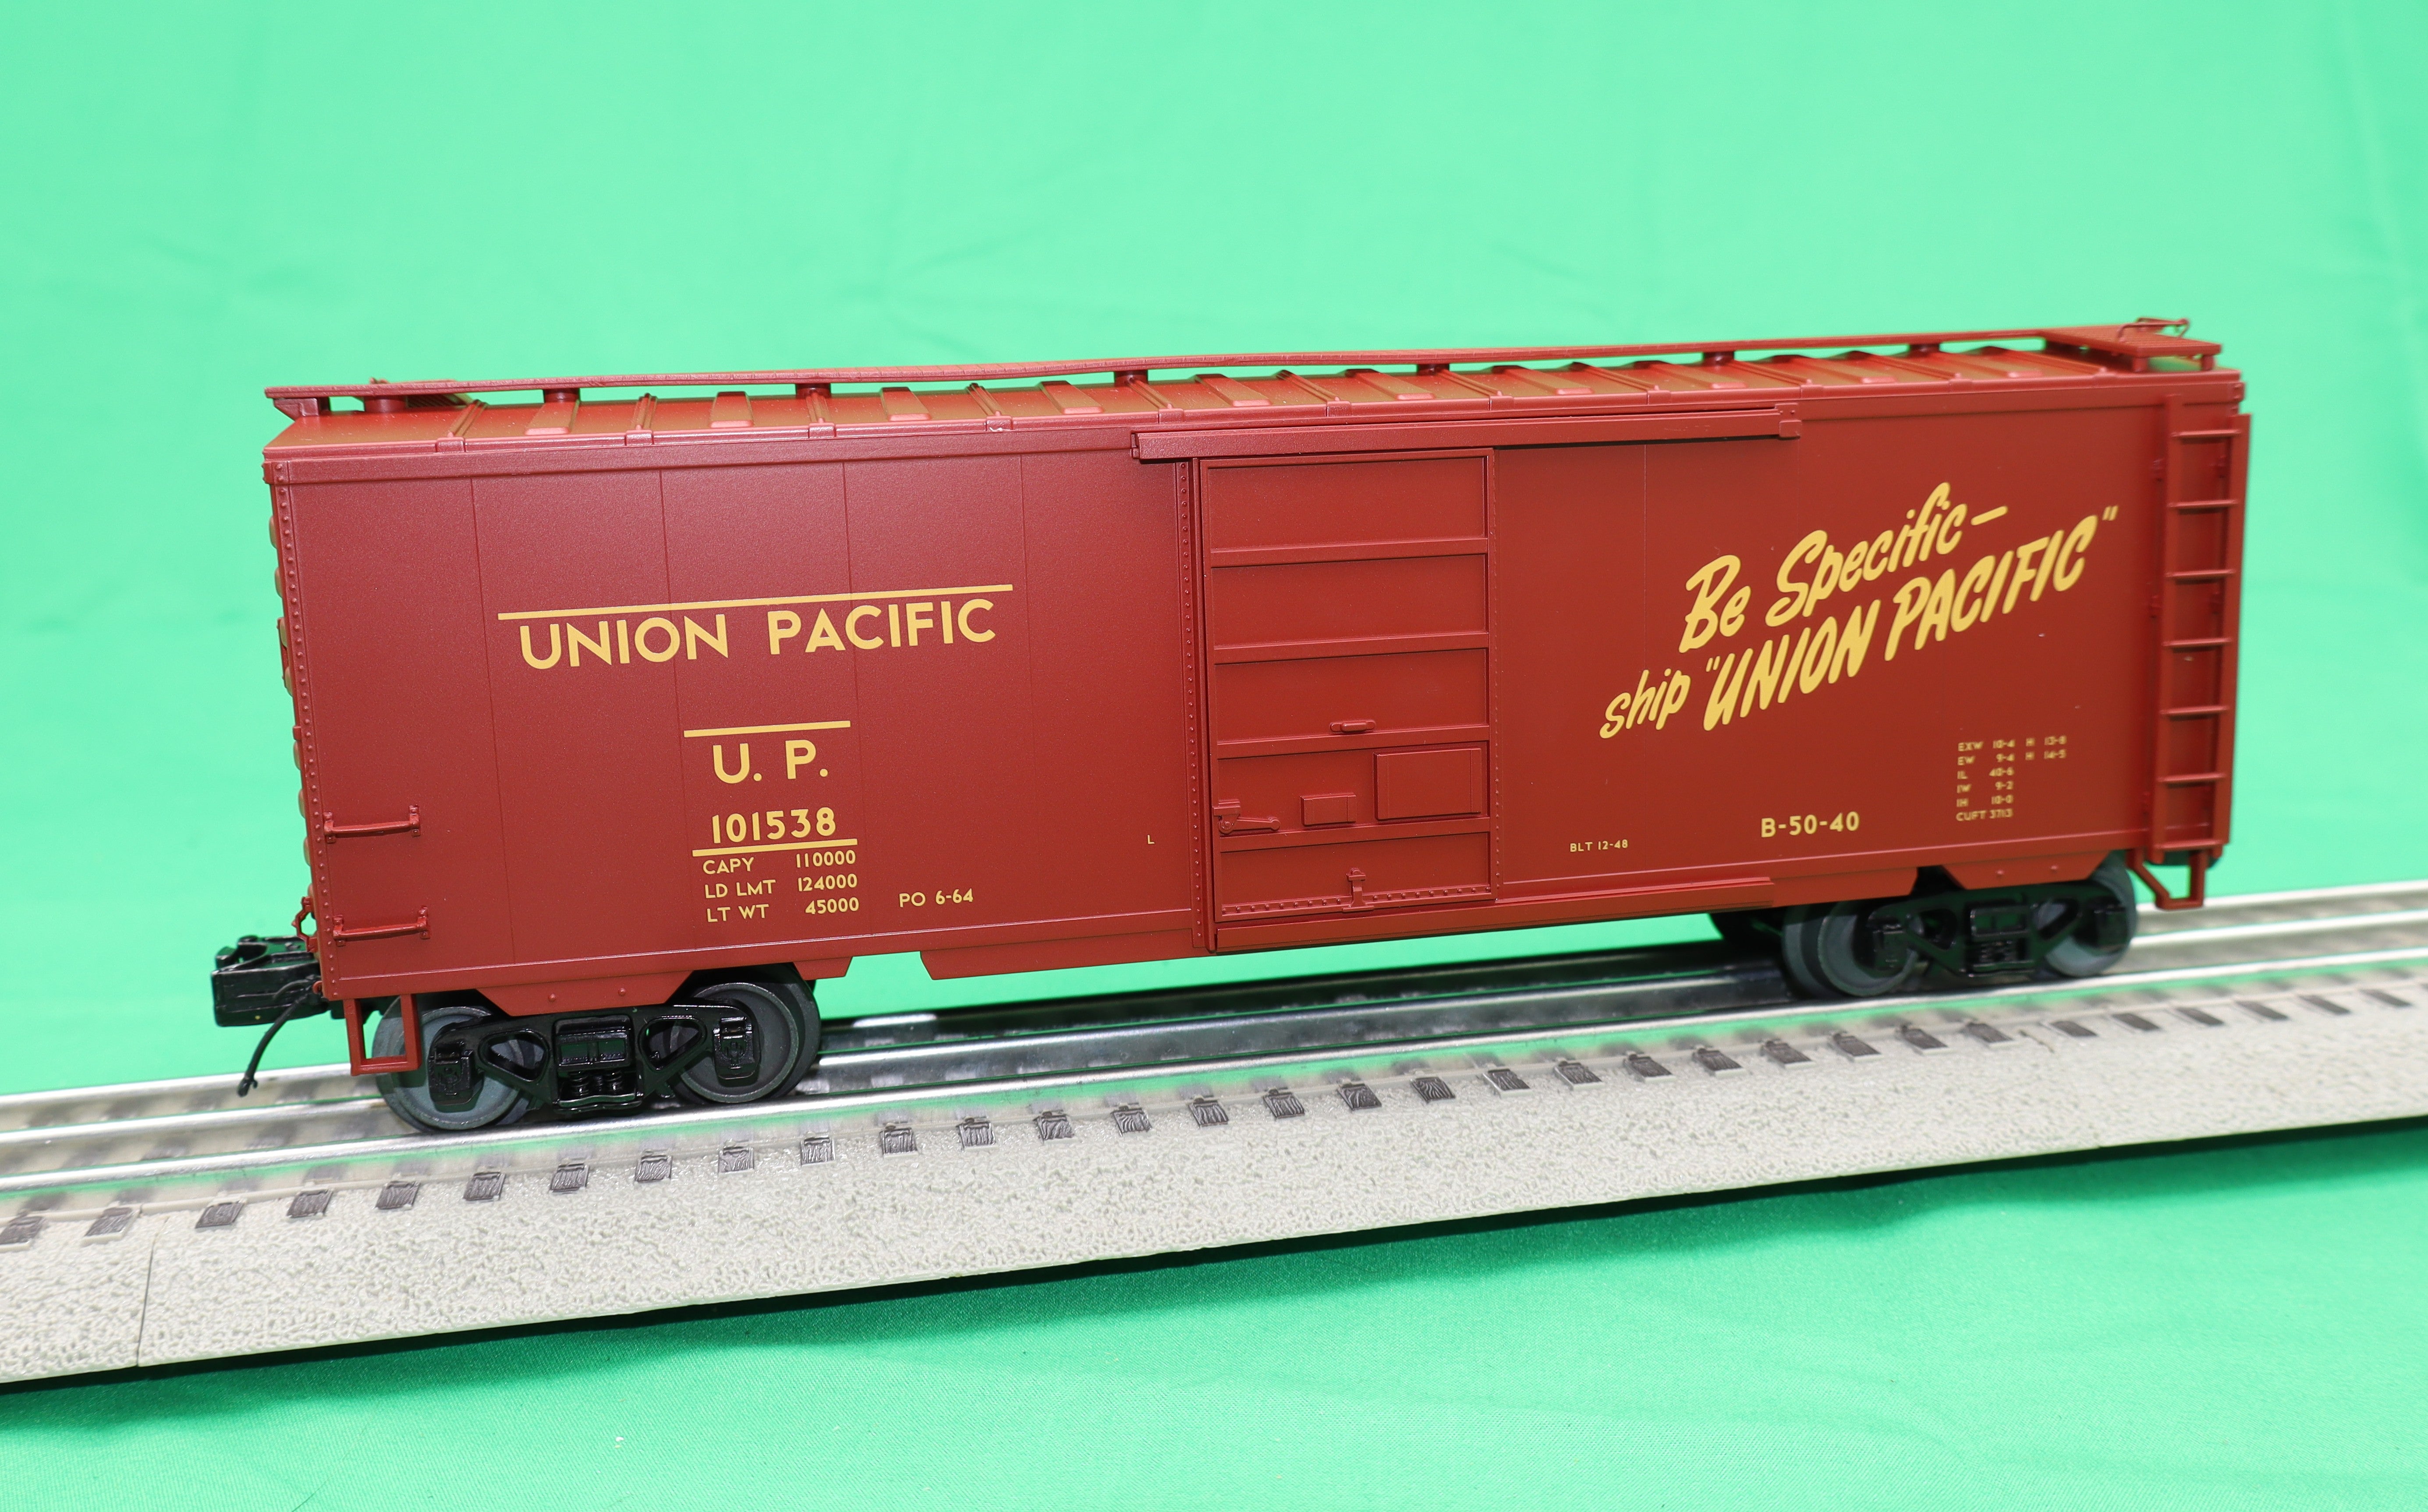 UNION PACIFIC
U. P.
101538
CAPY 110000
LD LMT 124000
LT WT 45000
PO 6-64
L
Be Specific—
ship "UNION PACIFIC"
BLT 12-48
B-50-40
EXW 10-4 H 13-8
EW 9-4 H 14-5
IL 40-6
IW 9-2
IH 10-0
CUFT 3713